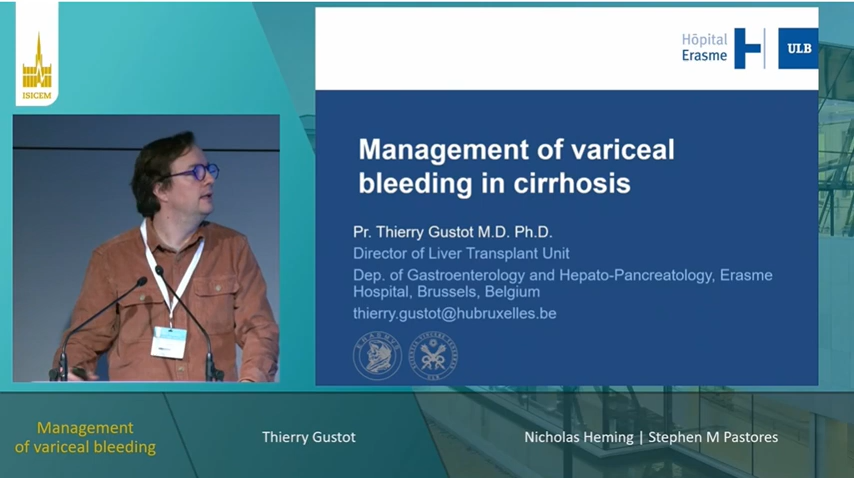 ISICEM
Hôpital
Erasme
ULB
Management of variceal
bleeding in cirrhosis
Pr. Thierry Gustot M.D. Ph.D.
Director of Liver Transplant Unit
Dep. of Gastroenterology and Hepato-Pancreatology, Erasme
Hospital, Brussels, Belgium
thierry.gustot@hubruxelles.be
Management
of variceal bleeding
Thierry Gustot
Nicholas Heming | Stephen M Pastores